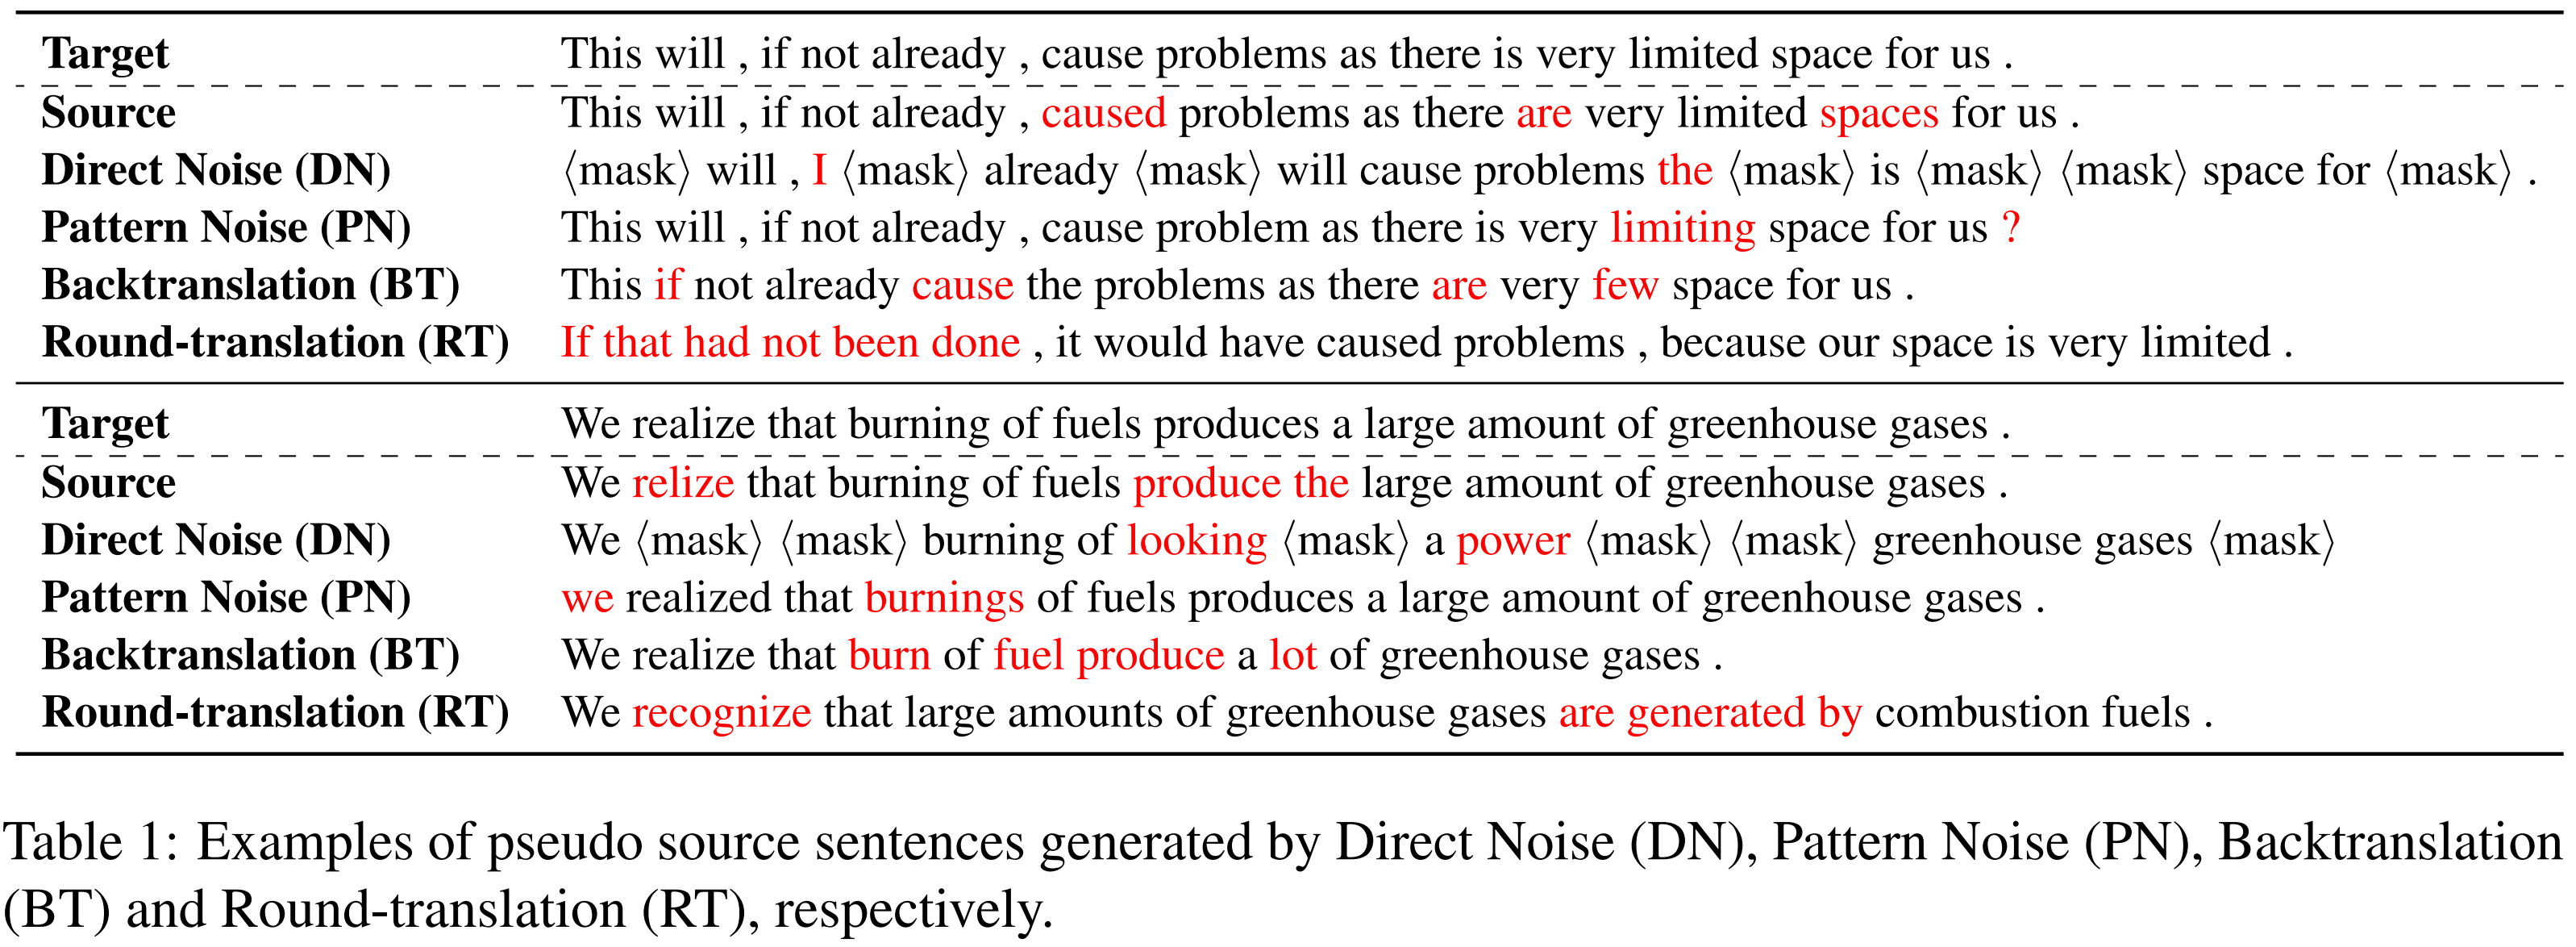 Target This will , if not already , cause problems as there is very limited space for us .
Source This will , if not already , caused problems as there are very limited spaces for us .
Direct Noise (DN) ⟨mask⟩ will , I ⟨mask⟩ already ⟨mask⟩ will cause problems the ⟨mask⟩ is ⟨mask⟩ ⟨mask⟩ space for ⟨mask⟩ .
Pattern Noise (PN) This will , if not already , cause problem as there is very limiting space for us ?
Backtranslation (BT) This if not already cause the problems as there are very few space for us .
Round-translation (RT) If that had not been done , it would have caused problems , because our space is very limited .
Target We realize that burning of fuels produces a large amount of greenhouse gases .
Source We relize that burning of fuels produce the large amount of greenhouse gases .
Direct Noise (DN) We ⟨mask⟩ ⟨mask⟩ burning of looking ⟨mask⟩ a power ⟨mask⟩ ⟨mask⟩ greenhouse gases ⟨mask⟩
Pattern Noise (PN) we realized that burnings of fuels produces a large amount of greenhouse gases .
Backtranslation (BT) We realize that burn of fuel produce a lot of greenhouse gases .
Round-translation (RT) We recognize that large amounts of greenhouse gases are generated by combustion fuels .
Table 1: Examples of pseudo source sentences generated by Direct Noise (DN), Pattern Noise (PN), Backtranslation
(BT) and Round-translation (RT), respectively.